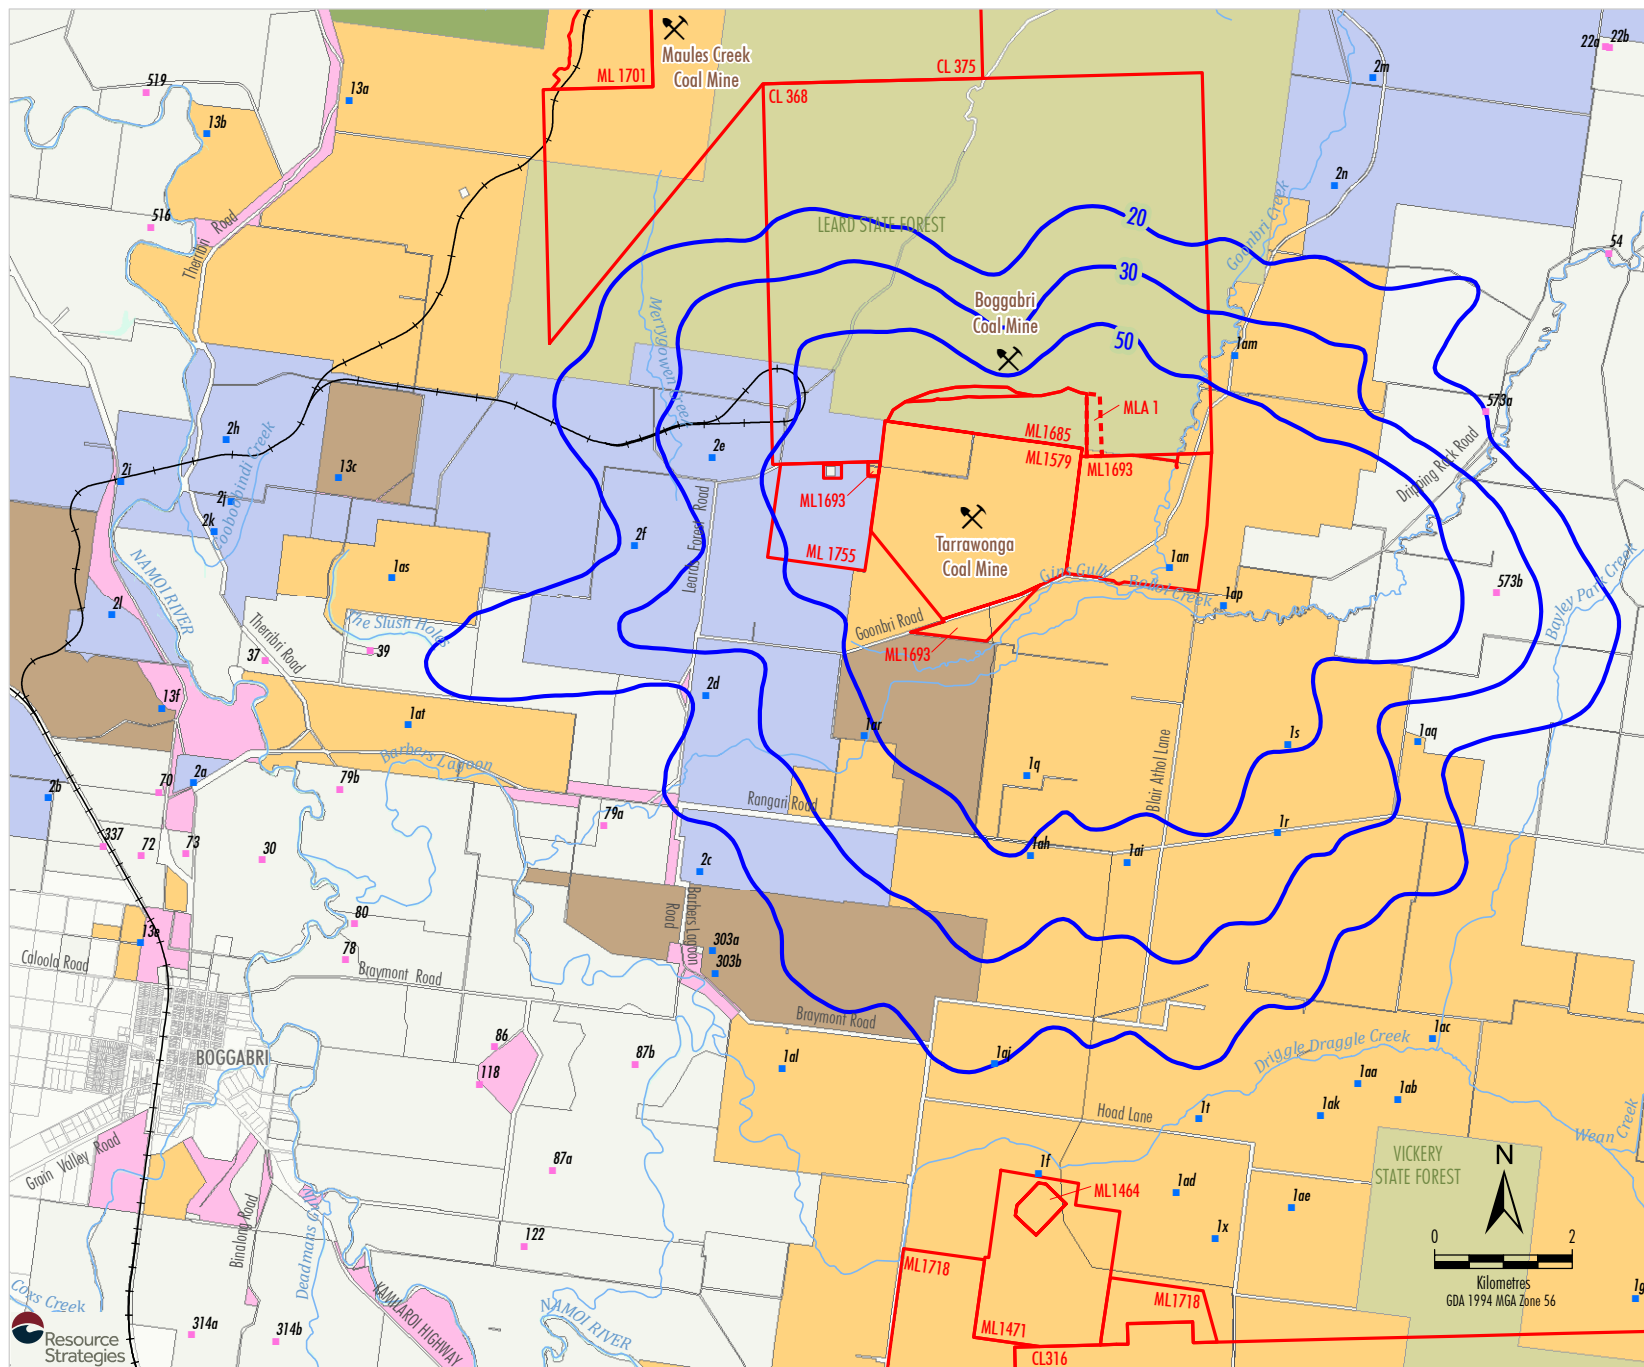 22a
22b
Maules Creek
Coal Mine
ML 1701
CL 375
CL 368
2m
519
13a
13b
2n
516
Therribri Road
LEARD STATE FOREST
20
30
50
Goonbri Creek
54
Boggabri
Coal Mine
Merrygowen Creek
1am
MLA 1
573a
ML1685
ML1579
ML1693
2h
2i
2e
13c
2j
2k
ML1693
Dripping Rock Road
Leards Forest Road
2f
ML 1755
Tarrawonga
Coal Mine
1an
1as
NAMOI RIVER
Gins Gully
Bollol Creek
1ap
573b
Bayley Park Creek
2l
The Slush Holes
Therribri Road
37
39
Goonbri Road
ML1693
2d
13f
1at
1ar
1s
1aq
Barbers Lagoon
1q
Blair Athol Lane
2b
70
2a
79b
79a
Rangari Road
1r
337
72
73
30
1ah
1ai
2c
Barbers Lagoon
Road
80
13e
78
303a
303b
Caloola Road
Braymont Road
Braymont Road
86
87b
1al
1aj
1ac
Driggle Draggle Creek
BOGGABRI
118
1aa
1ab
1ak
1t
Hoad Lane
Wean Creek
Grain Valley Road
87a
1f
ML1464
1ad
1ae
VICKERY
STATE FOREST
N
Binalong Road
Deadmans Gully
122
1x
ML1718
0
2
Kilometres
GDA 1994 MGA Zone 56
Coxs Creek
KAMILAROI HIGHWAY
NAMOI RIVER
ML1718
1g
314a
314b
ML1471
CL316
Resource
Strategies